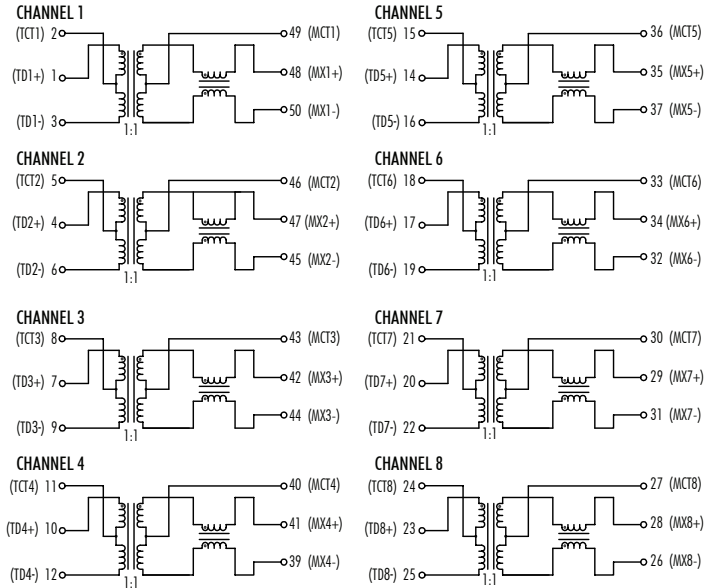 CHANNEL 1
(TCT1) 2
49 (MCT1)
(TD1+) 1
48 (MX1+)
(TD1-) 3
50 (MX1-)
1:1
CHANNEL 5
(TCT5) 15
36 (MCT5)
(TD5+) 14
35 (MX5+)
(TD5-) 16
37 (MX5-)
1:1
CHANNEL 2
(TCT2) 5
46 (MCT2)
(TD2+) 4
47 (MX2+)
(TD2-) 6
45 (MX2-)
1:1
CHANNEL 6
(TCT6) 18
33 (MCT6)
(TD6+) 17
34 (MX6+)
(TD6-) 19
32 (MX6-)
1:1
CHANNEL 3
(TCT3) 8
43 (MCT3)
(TD3+) 7
42 (MX3+)
(TD3-) 9
44 (MX3-)
1:1
CHANNEL 7
(TCT7) 21
30 (MCT7)
(TD7+) 20
29 (MX7+)
(TD7-) 22
31 (MX7-)
1:1
CHANNEL 4
(TCT4) 11
40 (MCT4)
(TD4+) 10
41 (MX4+)
(TD4-) 12
39 (MX4-)
1:1
CHANNEL 8
(TCT8) 24
27 (MCT8)
(TD8+) 23
28 (MX8+)
(TD8-) 25
26 (MX8-)
1:1